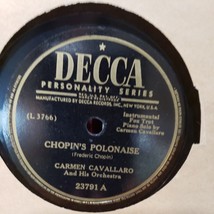 DECCA
PERSONALITY SERIES
MANUFACTURED BY DECCA RECORDS, INC., NEW YORK, U.S.A.
(L 3766)
Instrumental
Fox Trot
Piano Solo by
Carmen Cavallaro
CHOPIN'S POLONAISE
(Frederic Chopin)
CARMEN CAVALLARO
And His Orchestra
23791 A